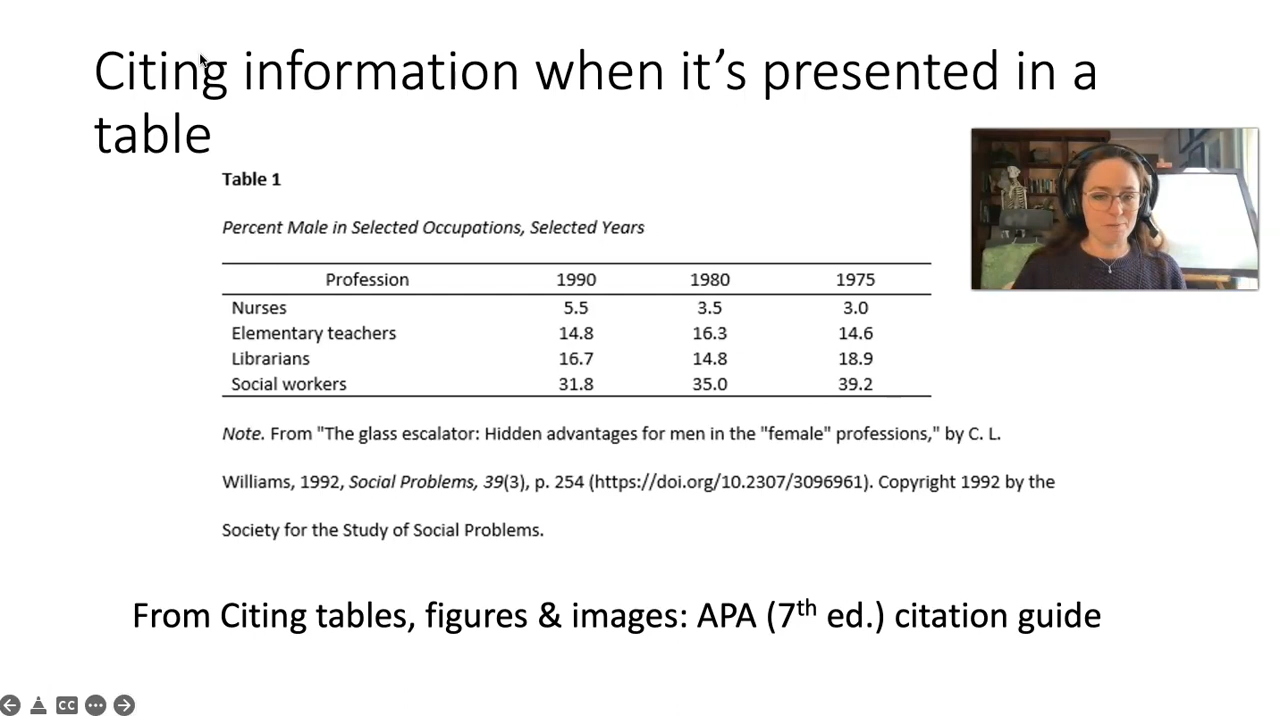 Citing information when it’s presented in a
table
Table 1
Percent Male in Selected Occupations, Selected Years
Profession 1990 1980 1975
Nurses 5.5 3.5 3.0
Elementary teachers 14.8 16.3 14.6
Librarians 16.7 14.8 18.9
Social workers 31.8 35.0 39.2
Note. From "The glass escalator: Hidden advantages for men in the "female" professions," by C. L.
Williams, 1992, Social Problems, 39(3), p. 254 (https://doi.org/10.2307/3096961). Copyright 1992 by the
Society for the Study of Social Problems.
From Citing tables, figures & images: APA (7th ed.) citation guide
CC